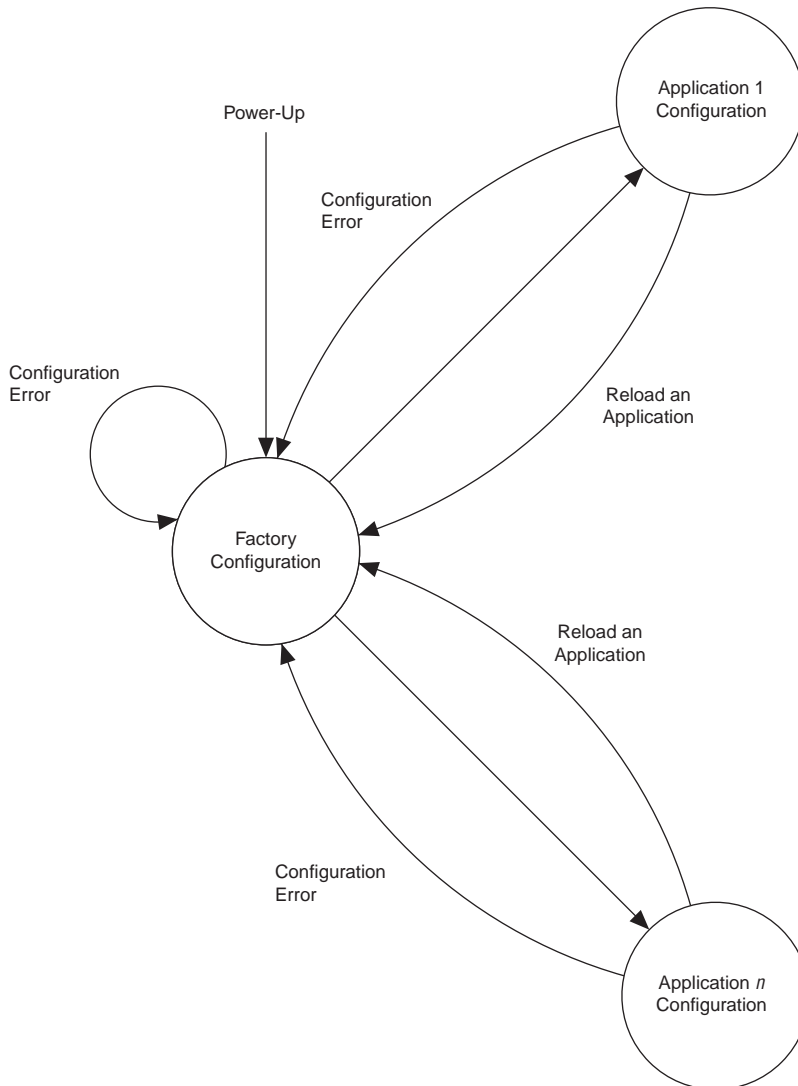 Application 1
Configuration
Power-Up
Configuration
Error
Configuration
Error
Reload an
Application
Factory
Configuration
Reload an
Application
Configuration
Error
Application n
Configuration